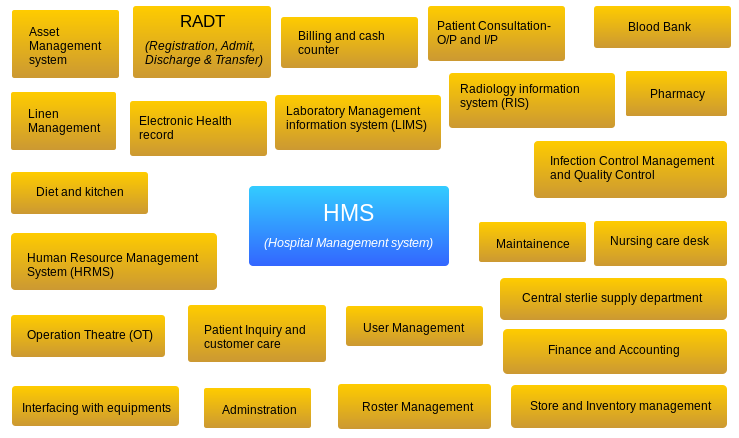 Asset
Management
system
RADT
(Registration, Admit,
Discharge & Transfer)
Billing and cash
counter
Patient Consultation-
O/P and I/P
Blood Bank
Linen
Management
Electronic Health
record
Laboratory Management
information system (LIMS)
Radiology information
system (RIS)
Pharmacy
Infection Control Management
and Quality Control
Diet and kitchen
HMS
(Hospital Management system)
Maintainence
Nursing care desk
Human Resource Management
System (HRMS)
Central sterlie supply department
Operation Theatre (OT)
Patient Inquiry and
customer care
User Management
Finance and Accounting
Interfacing with equipments
Adminstration
Roster Management
Store and Inventory management